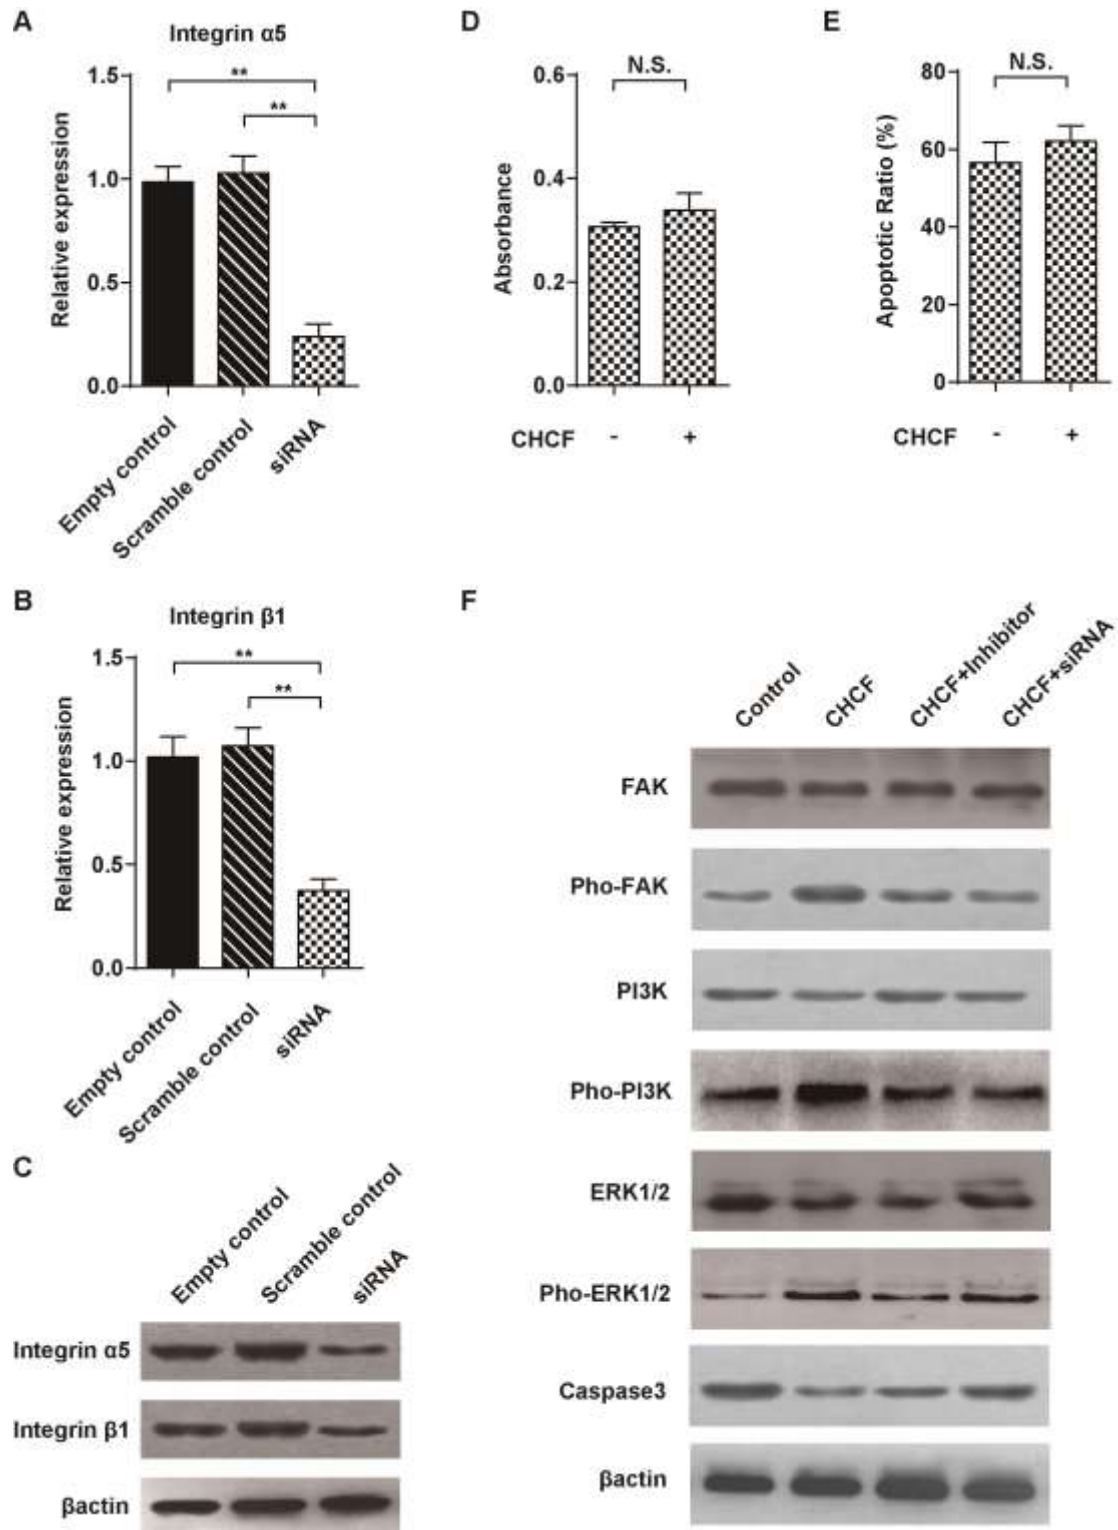 A
Integrin α5
**
**
1.5
1.0
0.5
0.0
Relative expression
Empty control
Scramble control
siRNA
B
Integrin β1
**
**
1.5
1.0
0.5
0.0
Relative expression
Empty control
Scramble control
siRNA
C
Empty control
Scramble control
siRNA
Integrin α5
Integrin β1
βactin
D
N.S.
0.6
0.4
0.2
0.0
Absorbance
CHCF - +
E
N.S.
80
60
40
20
0
Apoptotic Ratio (%)
CHCF - +
F
Control
CHCF
CHCF+Inhibitor
CHCF+siRNA
FAK
Pho-FAK
PI3K
Pho-PI3K
ERK1/2
Pho-ERK1/2
Caspase3
βactin